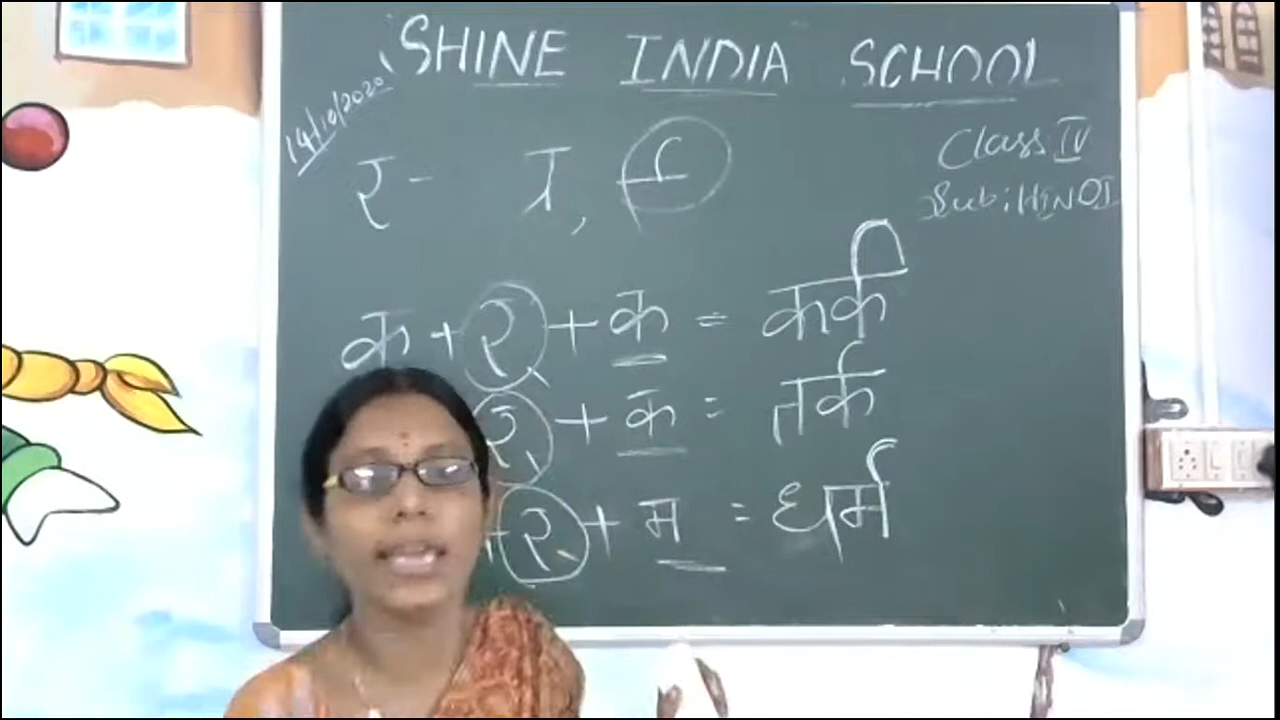 SHINE INDIA SCHOOL
14/10/2020
Class IV
Sub: HINDI
र - ्र, र्
क + र् + क = कर्क
र् + क = तर्क
+ र् + म = धर्म